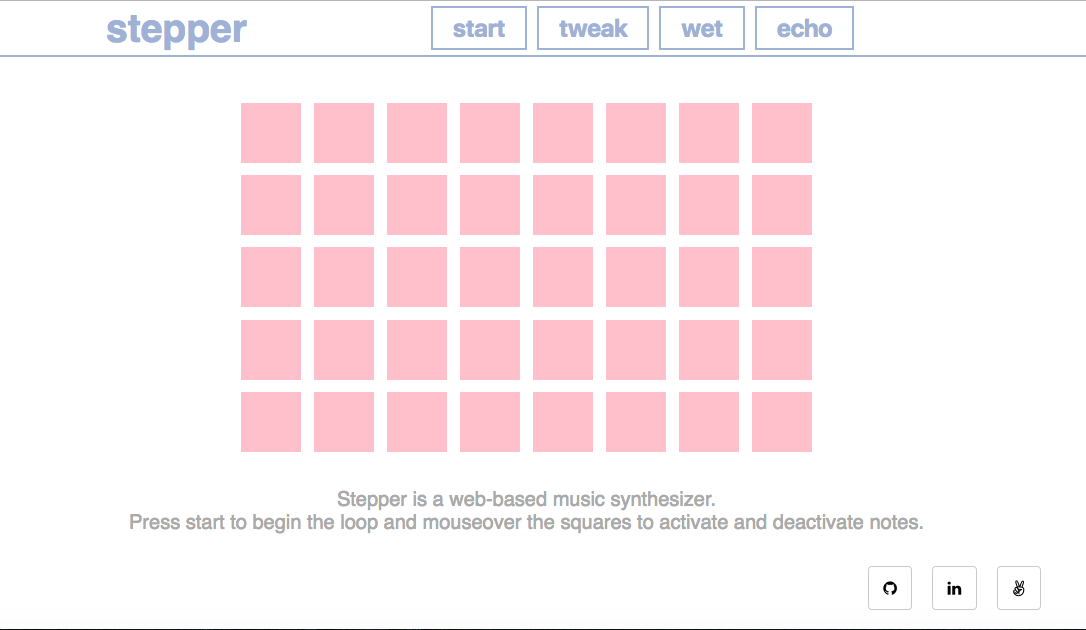 stepper
start
tweak
wet
echo
Stepper is a web-based music synthesizer.
Press start to begin the loop and mouseover the squares to activate and deactivate notes.
in